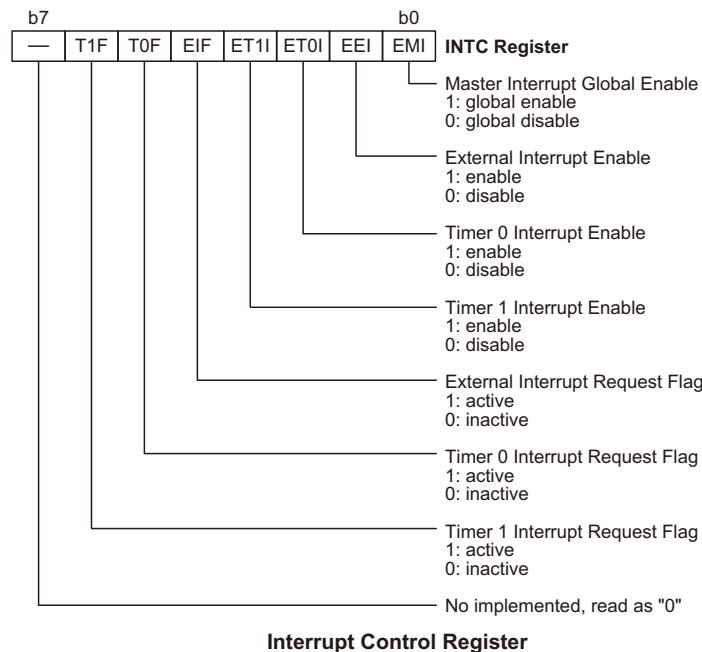 b7 b0
— T1F T0F EIF ET1I ET0I EEI EMI INTC Register
Master Interrupt Global Enable
1: global enable
0: global disable
External Interrupt Enable
1: enable
0: disable
Timer 0 Interrupt Enable
1: enable
0: disable
Timer 1 Interrupt Enable
1: enable
0: disable
External Interrupt Request Flag
1: active
0: inactive
Timer 0 Interrupt Request Flag
1: active
0: inactive
Timer 1 Interrupt Request Flag
1: active
0: inactive
No implemented, read as "0"
Interrupt Control Register